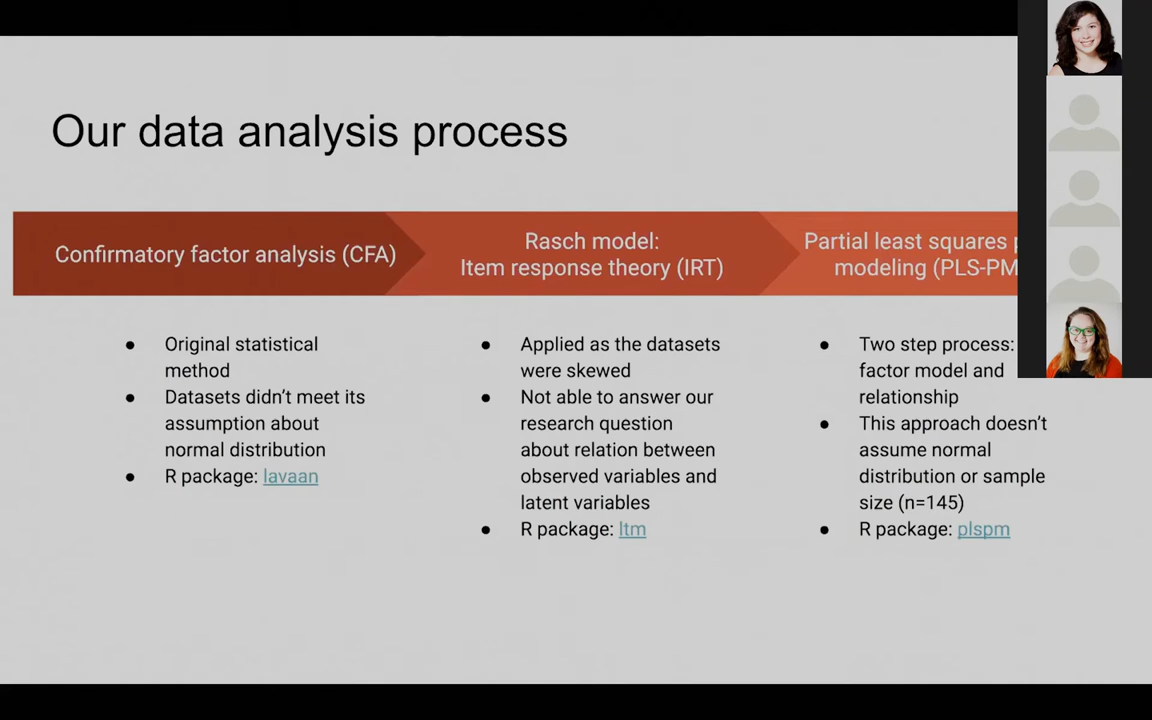 Our data analysis process
Confirmatory factor analysis (CFA)
Rasch model:
Item response theory (IRT)
Partial least squares
modeling (PLS-PM
● Original statistical
method
● Datasets didn't meet its
assumption about
normal distribution
● R package: lavaan
● Applied as the datasets
were skewed
● Not able to answer our
research question
about relation between
observed variables and
latent variables
● R package: ltm
● Two step process:
factor model and
relationship
● This approach doesn't
assume normal
distribution or sample
size (n=145)
● R package: plspm